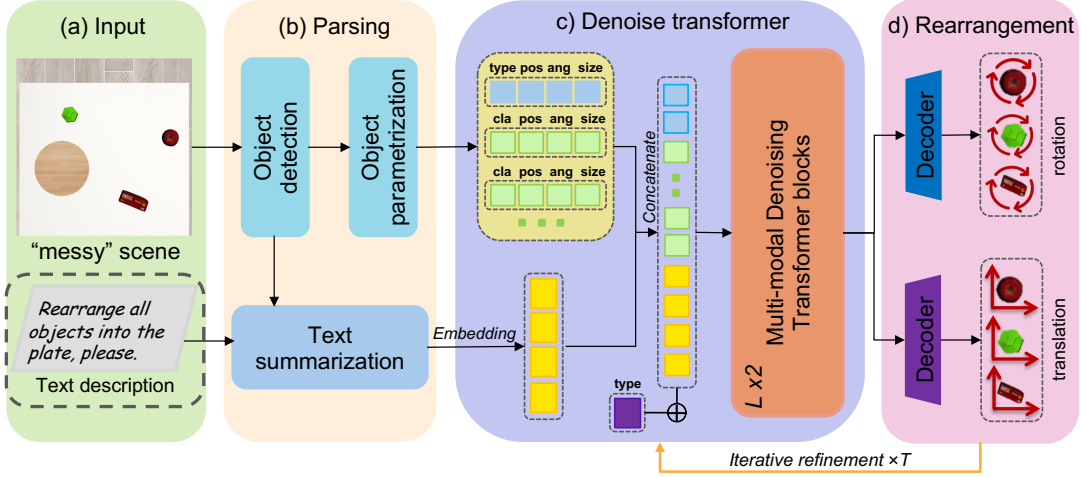 (a) Input
“messy” scene
Rearrange all
objects into the
plate, please.
Text description
(b) Parsing
Object
detection
Object
parametrization
Text
summarization
Embedding
c) Denoise transformer
type pos ang size
cla pos ang size
cla pos ang size
Concatenate
type
Multi-modal Denoising
Transformer blocks
L x2
d) Rearrangement
Decoder
rotation
Decoder
translation
Iterative refinement ×T